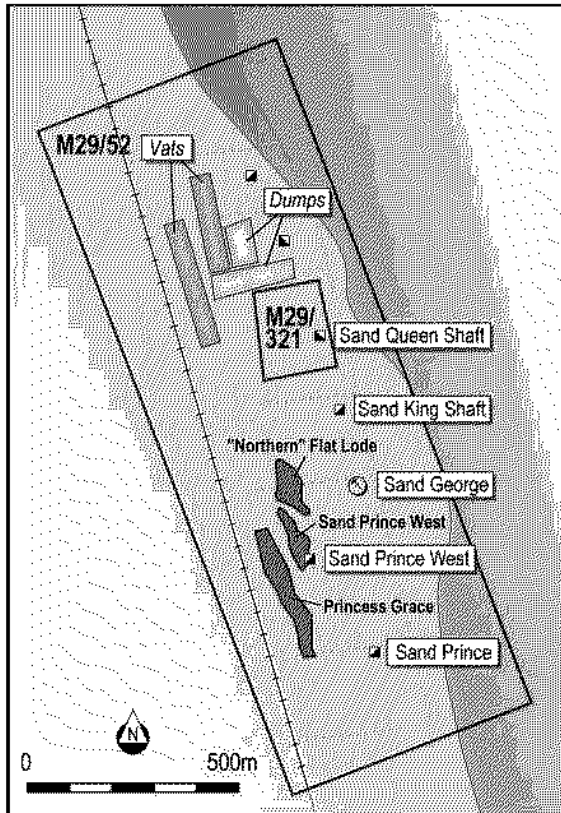 M29/52
Vats
Dumps
M29/
321
Sand Queen Shaft
Sand King Shaft
"Northern" Flat Lode
Sand George
Sand Prince West
Sand Prince West
Princess Grace
Sand Prince
N
0
500m